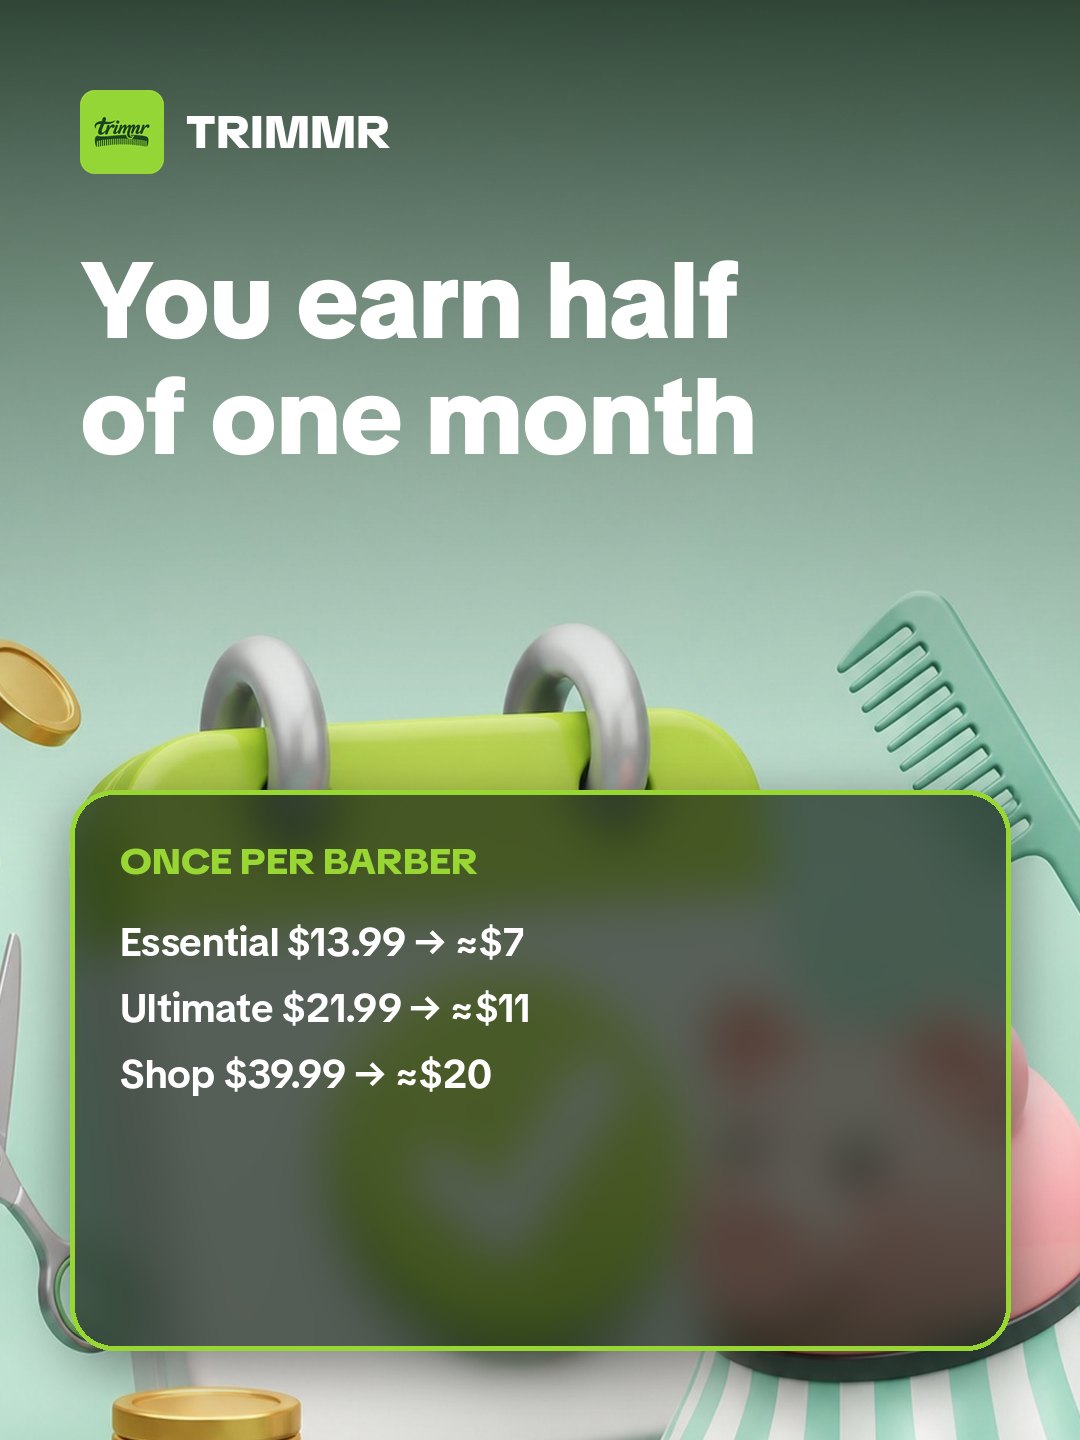 trimmr
TRIMMR
You earn half
of one month
ONCE PER BARBER
Essential $13.99 → ≈$7
Ultimate $21.99 → ≈$11
Shop $39.99 → ≈$20